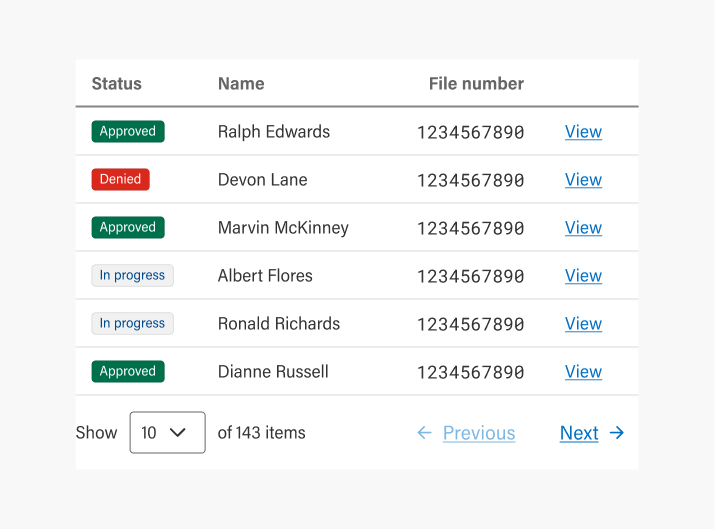 Status Name File number
Approved Ralph Edwards 1234567890 View
Denied Devon Lane 1234567890 View
Approved Marvin McKinney 1234567890 View
In progress Albert Flores 1234567890 View
In progress Ronald Richards 1234567890 View
Approved Dianne Russell 1234567890 View
Show 10 of 143 items ← Previous Next →